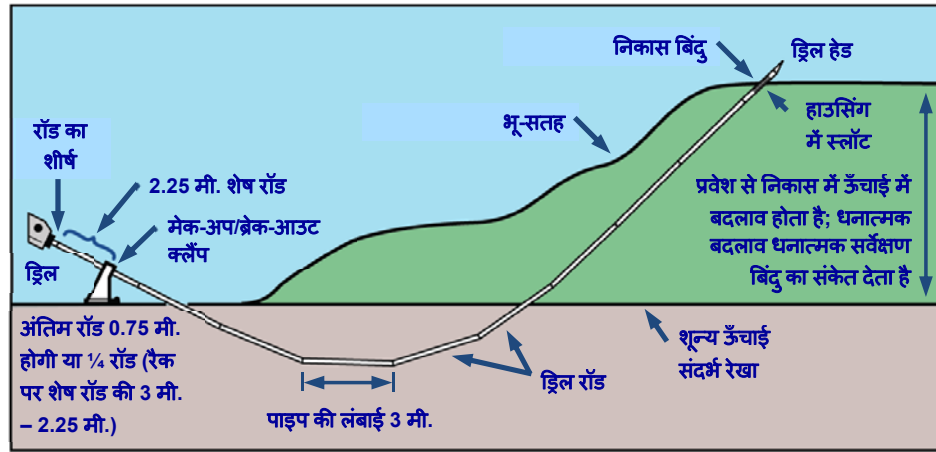 निकास बिंदु
ड्रिल हेड
हाउसिंग
में स्लॉट
भू-सतह
रॉड का
शीर्ष
2.25 मी. शेष रॉड
मेक-अप/ब्रेक-आउट
क्लैंप
ड्रिल
प्रवेश से निकास में ऊँचाई में
बदलाव होता है; धनात्मक
बदलाव धनात्मक सर्वेक्षण
बिंदु का संकेत देता है
अंतिम रॉड 0.75 मी.
होगी या ¼ रॉड (रैक
पर शेष रॉड की 3 मी.
– 2.25 मी.)
पाइप की लंबाई 3 मी.
ड्रिल रॉड
शून्य ऊँचाई
संदर्भ रेखा